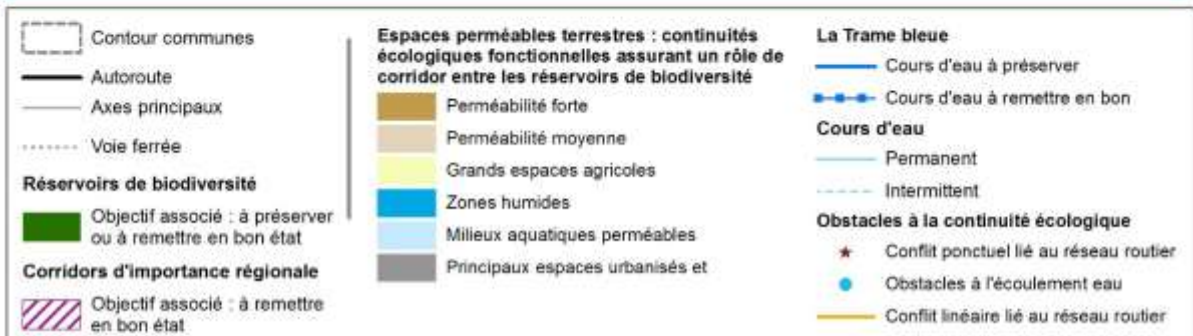 Contour communes
Autoroute
Axes principaux
Voie ferrée
Réservoirs de biodiversité
Objectif associé : à préserver
ou à remettre en bon état
Corridors d'importance régionale
Objectif associé : à remettre
en bon état
Espaces perméables terrestres : continuités
écologiques fonctionnelles assurant un rôle de
corridor entre les réservoirs de biodiversité
Perméabilité forte
Perméabilité moyenne
Grands espaces agricoles
Zones humides
Milieux aquatiques perméables
Principaux espaces urbanisés et
La Trame bleue
Cours d'eau à préserver
Cours d'eau à remettre en bon
Cours d'eau
Permanent
Intermittent
Obstacles à la continuité écologique
Conflit ponctuel lié au réseau routier
Obstacles à l'écoulement eau
Conflit linéaire lié au réseau routier